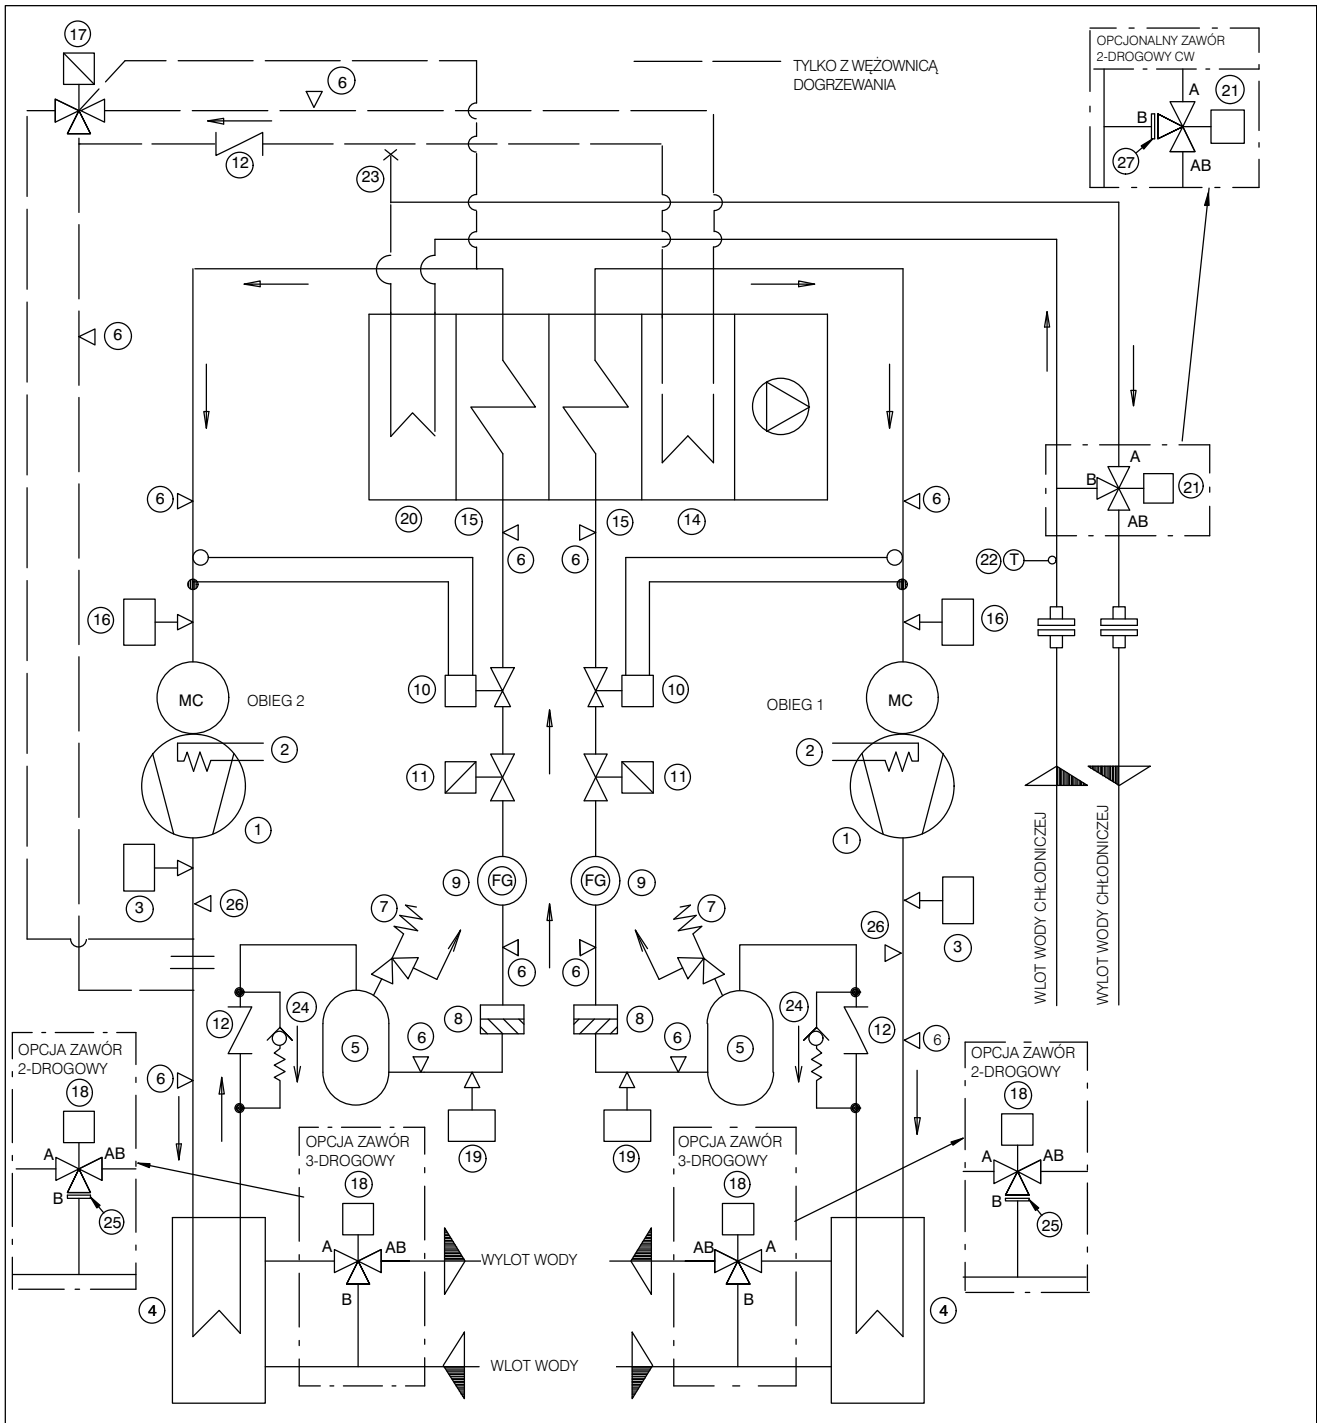 17
6
TYLKO Z WĘŻOWNICĄ
DOGRZEWANIA
OPCJONALNY ZAWÓR
2-DROGOWY CW
A
21
B
27
AB
12
23
6
6
20
15
15
14
6
A
B
21
AB
6
6
22
T
16
16
10
10
MC
OBIEG 2
OBIEG 1
MC
2
2
11
11
1
1
3
26
9
FG
FG
9
7
7
26
3
6
6
WLOT WODY CHŁODNICZEJ
WYLOT WODY CHŁODNICZEJ
12
24
5
8
8
5
24
12
6
6
6
6
OPCJA ZAWÓR
2-DROGOWY
18
A
AB
B
25
19
19
OPCJA ZAWÓR
2-DROGOWY
18
A
AB
B
25
OPCJA ZAWÓR
3-DROGOWY
18
A
AB
B
OPCJA ZAWÓR
3-DROGOWY
18
AB
A
B
WYLOT WODY
4
4
WLOT WODY